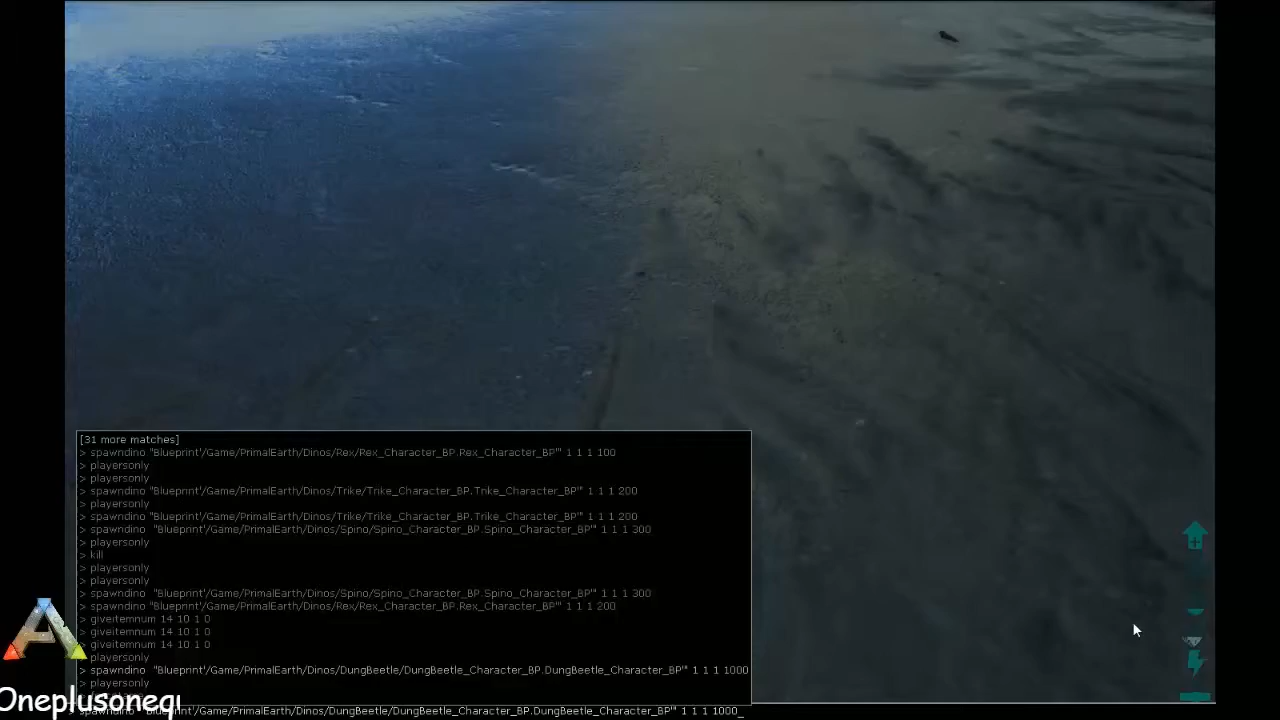 [31 more matches]
> spawndino "Blueprint'/Game/PrimalEarth/Dinos/Rex/Rex_Character_BP.Rex_Character_BP'" 1 1 1 100
> playersonly
> playersonly
> spawndino "Blueprint'/Game/PrimalEarth/Dinos/Trike/Trike_Character_BP.Trike_Character_BP'" 1 1 1 200
> playersonly
> spawndino "Blueprint'/Game/PrimalEarth/Dinos/Trike/Trike_Character_BP.Trike_Character_BP'" 1 1 1 200
> spawndino  "Blueprint'/Game/PrimalEarth/Dinos/Spino/Spino_Character_BP.Spino_Character_BP'" 1 1 1 300
> playersonly
> kill
> playersonly
> playersonly
> spawndino  "Blueprint'/Game/PrimalEarth/Dinos/Spino/Spino_Character_BP.Spino_Character_BP'" 1 1 1 300
> spawndino "Blueprint'/Game/PrimalEarth/Dinos/Rex/Rex_Character_BP.Rex_Character_BP'" 1 1 1 200
> giveitemnum 14 10 1 0
> giveitemnum 14 10 1 0
> giveitemnum 14 10 1 0
> playersonly
> spawndino  "Blueprint'/Game/PrimalEarth/Dinos/DungBeetle/DungBeetle_Character_BP.DungBeetle_Character_BP'" 1 1 1 1000
> playersonly
spawndino  "Blueprint'/Game/PrimalEarth/Dinos/DungBeetle/DungBeetle_Character_BP.DungBeetle_Character_BP'" 1 1 1 1000_
Oneplusoneq